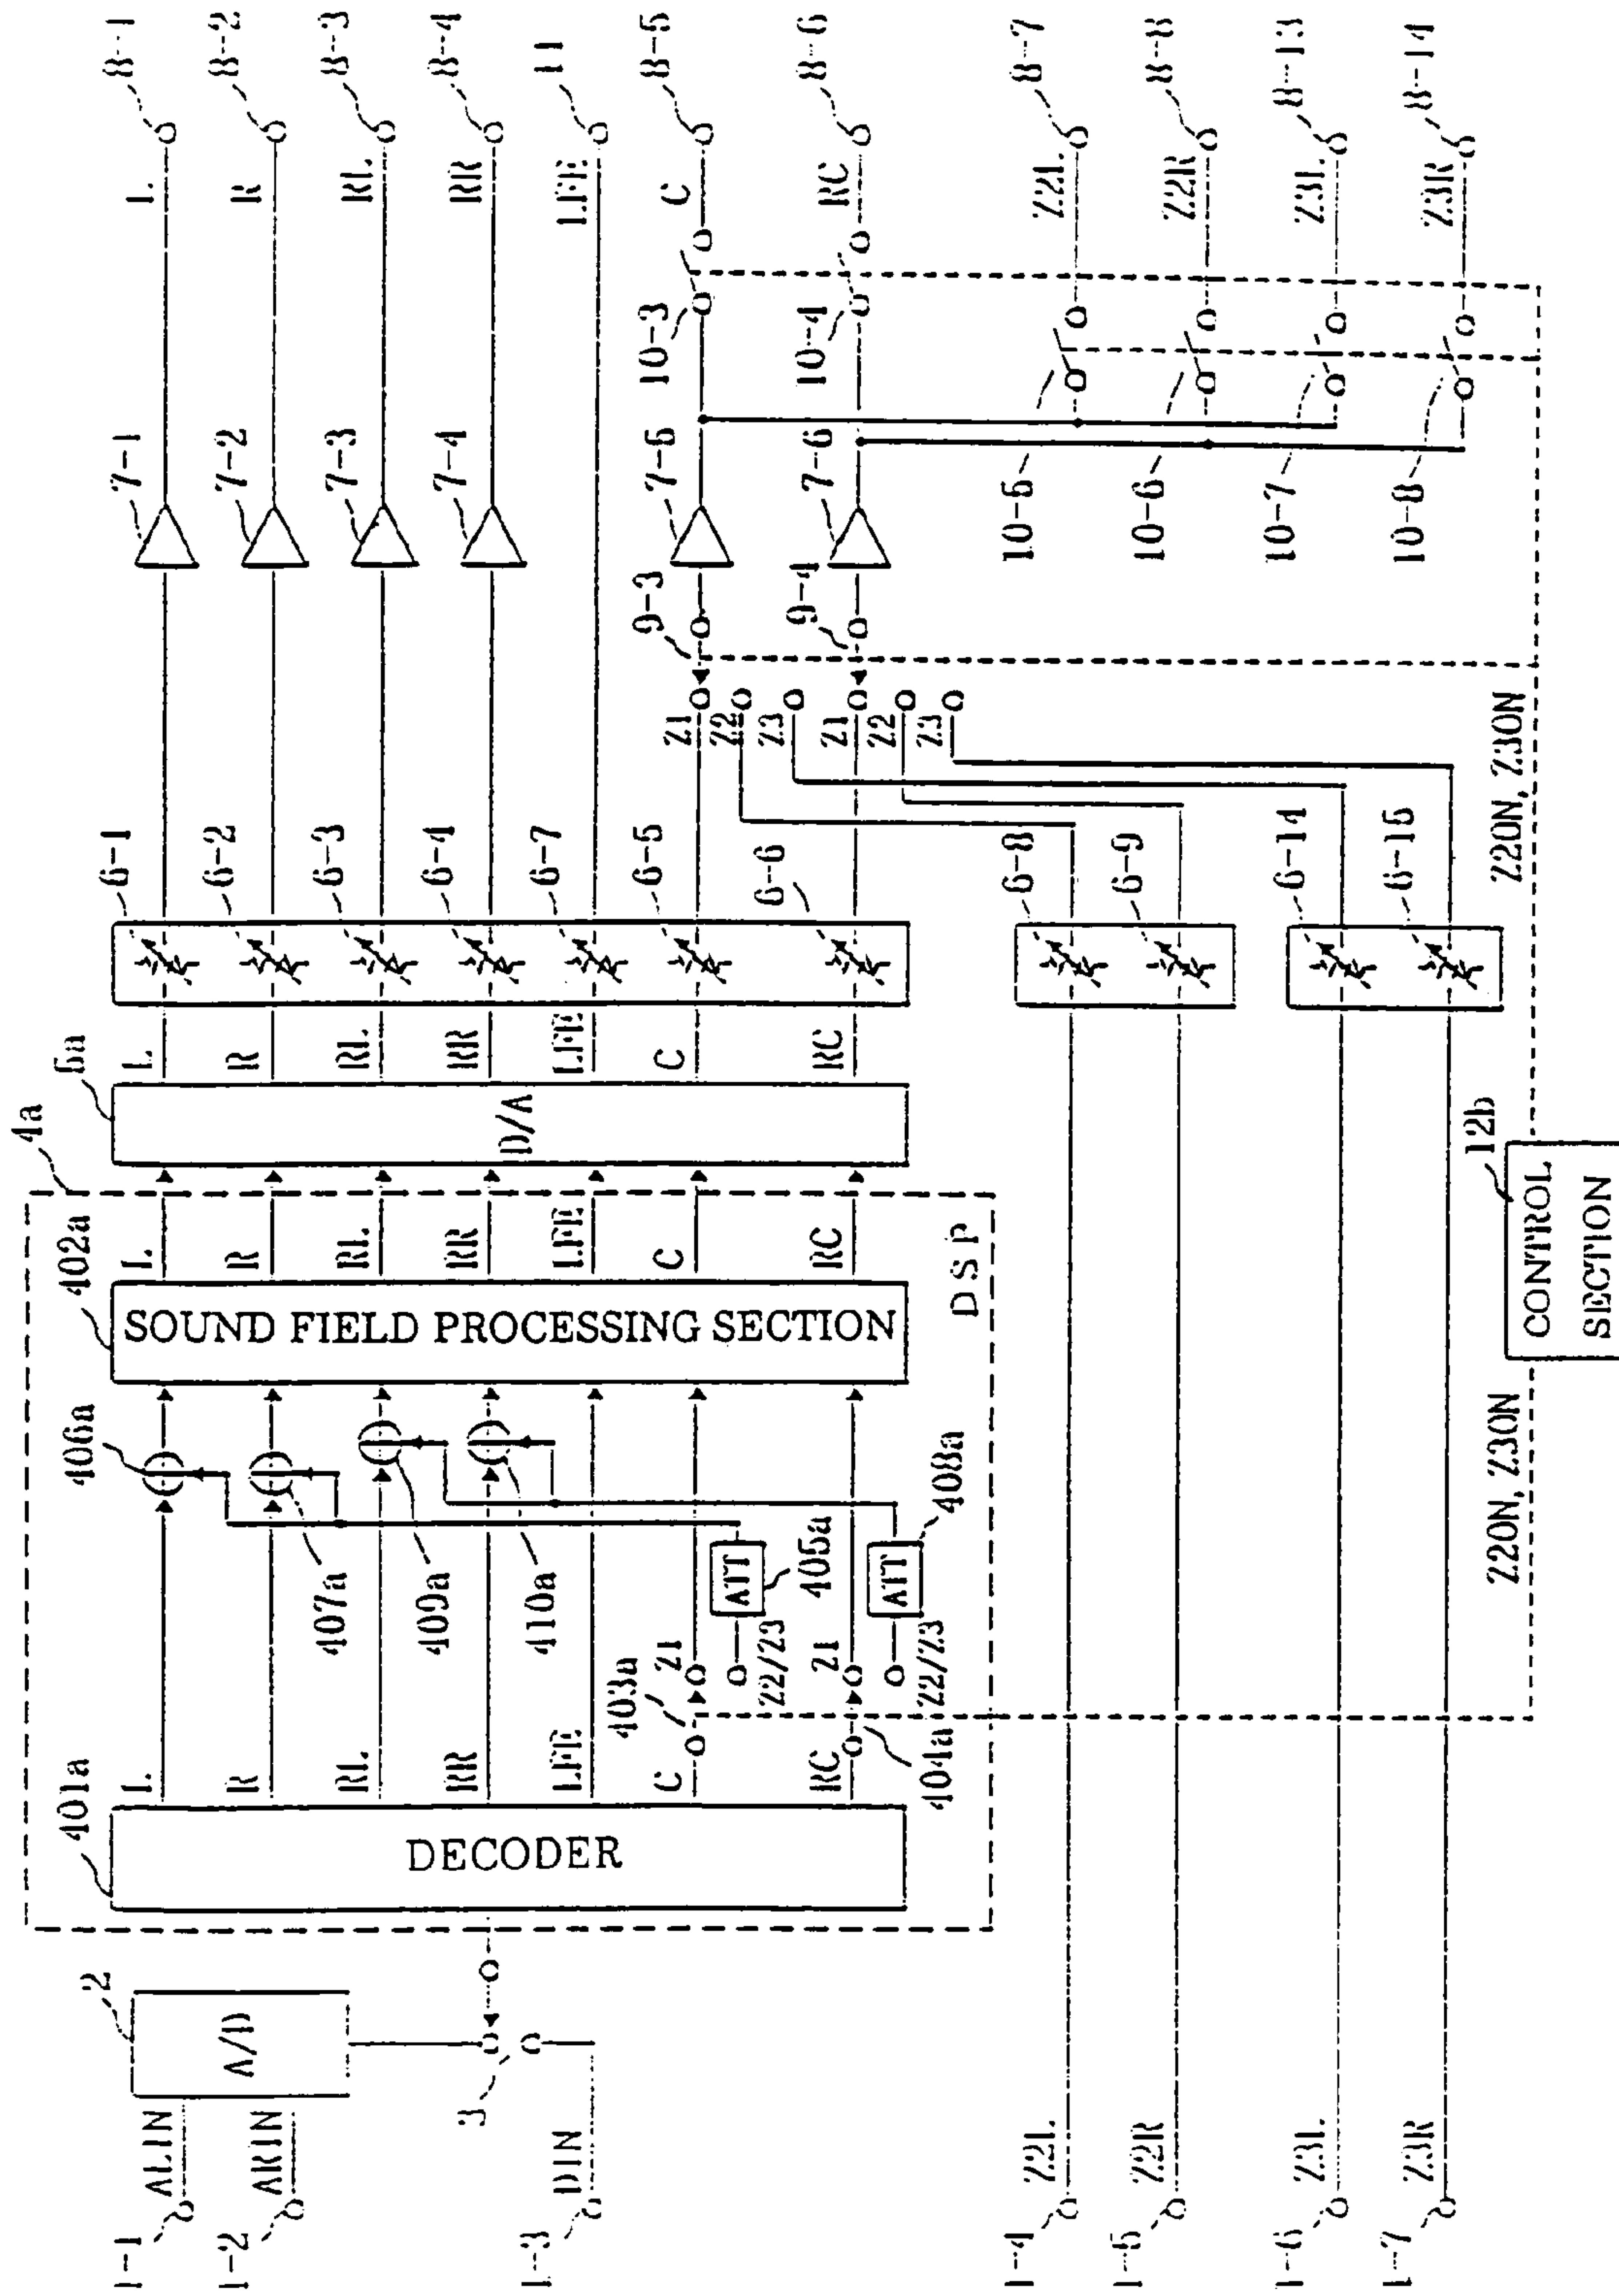 1-1
ALIN
1-2
ARIN
1-3
DIN
2
A/D
3
4a
401a
DECODER
L
R
RL
RR
LFE
C
RC
403a
404a
Z1
Z2/Z3
Z1
Z2/Z3
ATT
405a
ATT
408a
406a
407a
409a
410a
402a
SOUND FIELD PROCESSING SECTION
L
R
RL
RR
LFE
C
RC
DSP
5a
D/A
L
R
RL
RR
LFE
C
RC
6-1
6-2
6-3
6-4
6-7
6-5
6-6
Z1
Z2
Z3
Z1
Z2
Z3
9-3
9-4
7-1
7-2
7-3
7-4
7-5
7-6
10-3
10-4
L
8-1
R
8-2
RL
8-3
RR
8-4
LFE
11
C
8-5
RC
8-6
1-4
Z2L
1-5
Z2R
1-6
Z3L
1-7
Z3R
6-8
6-9
6-14
6-15
10-5
10-6
10-7
10-8
Z2L
8-7
Z2R
8-8
Z3L
8-13
Z3R
8-14
Z2ON, Z3ON
12b
CONTROL
SECTION
Z2ON, Z3ON